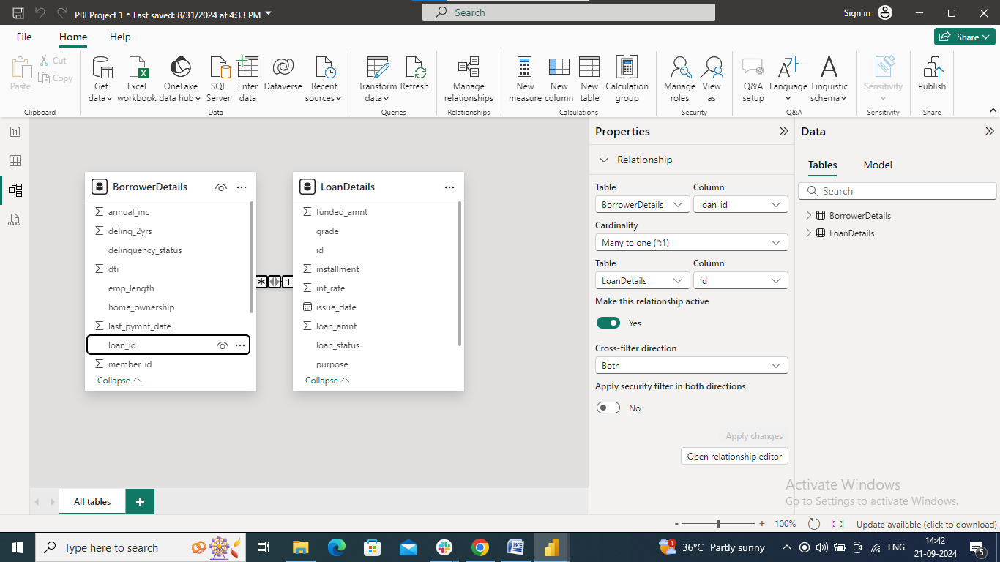 PBI Project 1 • Last saved: 8/31/2024 at 4:33 PM
Search
Sign in
File
Home
Help
Share
Paste
Cut
Copy
Clipboard
Get data
Excel workbook
OneLake data hub
SQL Server
Enter data
Dataverse
Recent sources
Data
Transform data
Refresh
Queries
Manage relationships
Relationships
New measure
New column
New table
Calculation group
Calculations
Manage roles
View as
Security
Q&A setup
Language
Linguistic schema
Q&A
Sensitivity
Sensitivity
Publish
Share
DAX
BorrowerDetails
annual_inc
delinq_2yrs
delinquency_status
dti
emp_length
home_ownership
last_pymnt_date
loan_id
member_id
Collapse
* 1
LoanDetails
funded_amnt
grade
id
installment
int_rate
issue_date
loan_amnt
loan_status
purpose
Collapse
Properties
Relationship
Table Column
BorrowerDetails loan_id
Cardinality
Many to one (*:1)
Table Column
LoanDetails id
Make this relationship active
Yes
Cross-filter direction
Both
Apply security filter in both directions
No
Apply changes
Open relationship editor
Data
Tables Model
Search
BorrowerDetails
LoanDetails
Activate Windows
Go to Settings to activate Windows.
All tables
+
- + 100%
Update available (click to download)
Type here to search
1
36°C Partly sunny
ENG
14:42
21-09-2024
5